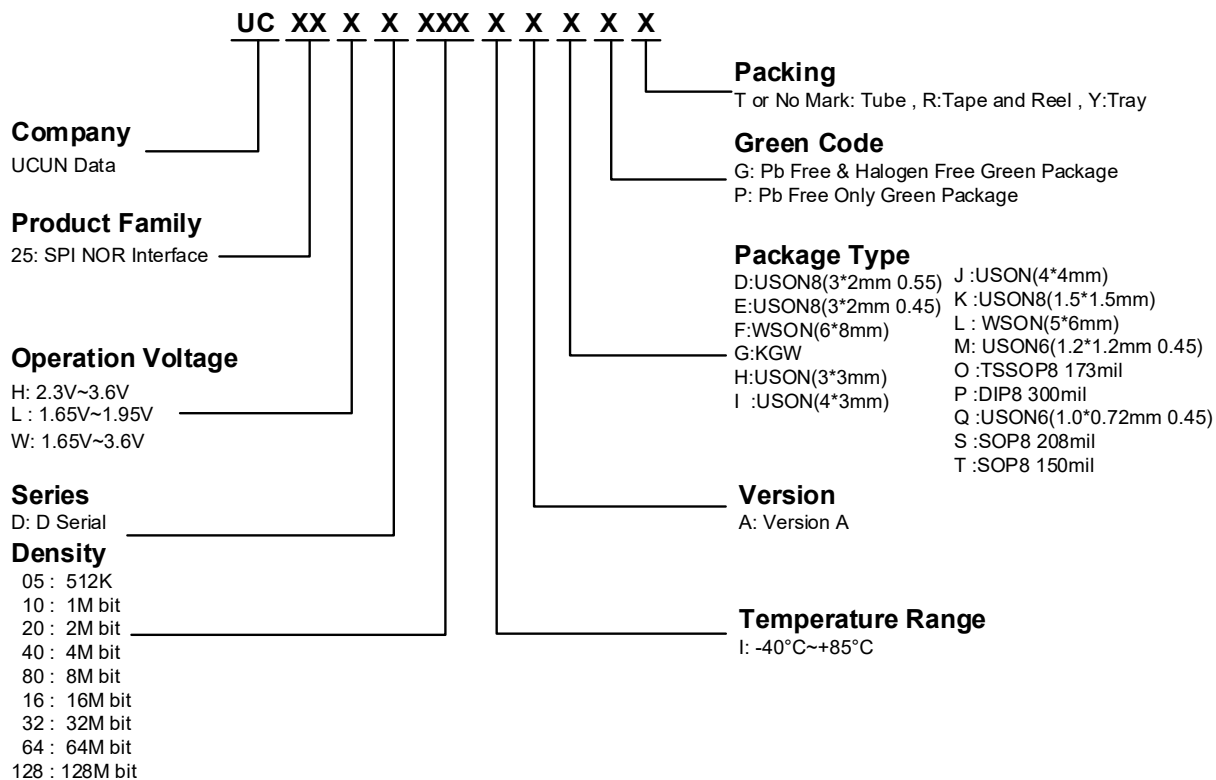 UC XX X X XXX X X X X X
Company
UCUN Data
Product Family
25: SPI NOR Interface
Operation Voltage
H: 2.3V~3.6V
L : 1.65V~1.95V
W: 1.65V~3.6V
Series
D: D Serial
Density
05 : 512K
10 : 1M bit
20 : 2M bit
40 : 4M bit
80 : 8M bit
16 : 16M bit
32 : 32M bit
64 : 64M bit
128 : 128M bit
Packing
T or No Mark: Tube , R:Tape and Reel , Y:Tray
Green Code
G: Pb Free & Halogen Free Green Package
P: Pb Free Only Green Package
Package Type
D:USON8(3*2mm 0.55)
E:USON8(3*2mm 0.45)
F:WSON(6*8mm)
G:KGW
H:USON(3*3mm)
I :USON(4*3mm)
J :USON(4*4mm)
K :USON8(1.5*1.5mm)
L : WSON(5*6mm)
M: USON6(1.2*1.2mm 0.45)
O :TSSOP8 173mil
P :DIP8 300mil
Q :USON6(1.0*0.72mm 0.45)
S :SOP8 208mil
T :SOP8 150mil
Version
A: Version A
Temperature Range
I: -40°C~+85°C